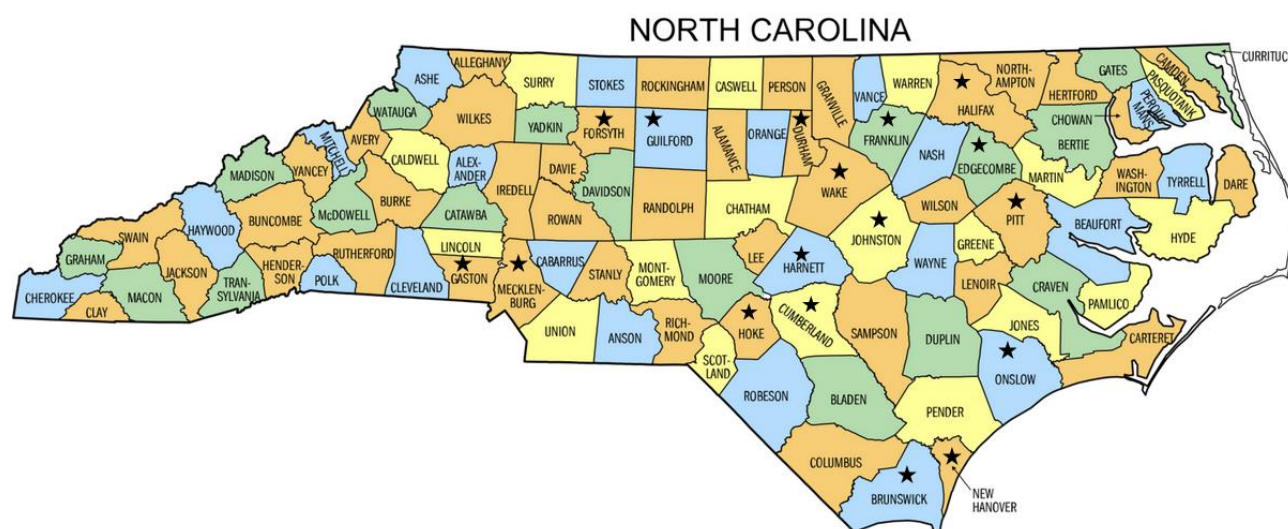 NORTH CAROLINA
CURRITUC
ALLEGHANY
ASHE
SURRY
STOKES
ROCKINGHAM
CASWELL
PERSON
GRANVILLE
VANCE
WARREN
NORTH-
AMPTON
HALIFAX
HERTFORD
GATES
CAMDEN
PASQUOTANK
PERQUI-
MANS
CHOWAN
BERTIE
WATAUGA
WILKES
YADKIN
FORSYTH
GUILFORD
ALAMANCE
ORANGE
DURHAM
FRANKLIN
NASH
EDGECOMBE
MARTIN
WASH-
INGTON
TYRRELL
DARE
MITCHELL
AVERY
CALDWELL
ALEX-
ANDER
IREDELL
DAVIE
DAVIDSON
RANDOLPH
CHATHAM
WAKE
WILSON
PITT
BEAUFORT
HYDE
MADISON
YANCEY
McDOWELL
BURKE
CATAWBA
ROWAN
JOHNSTON
GREENE
SWAIN
HAYWOOD
BUNCOMBE
RUTHERFORD
LINCOLN
GASTON
CABARRUS
STANLY
MONT-
GOMERY
MOORE
LEE
HARNETT
WAYNE
LENOIR
CRAVEN
PAMLICO
GRAHAM
CHEROKEE
CLAY
MACON
JACKSON
TRAN-
SYLVANIA
HENDER-
SON
POLK
CLEVELAND
MECKLEN-
BURG
UNION
ANSON
RICH-
MOND
SCOT-
LAND
HOKE
CUMBERLAND
SAMPSON
DUPLIN
JONES
CARTERET
ONSLOW
ROBESON
BLADEN
PENDER
COLUMBUS
BRUNSWICK
NEW
HANOVER